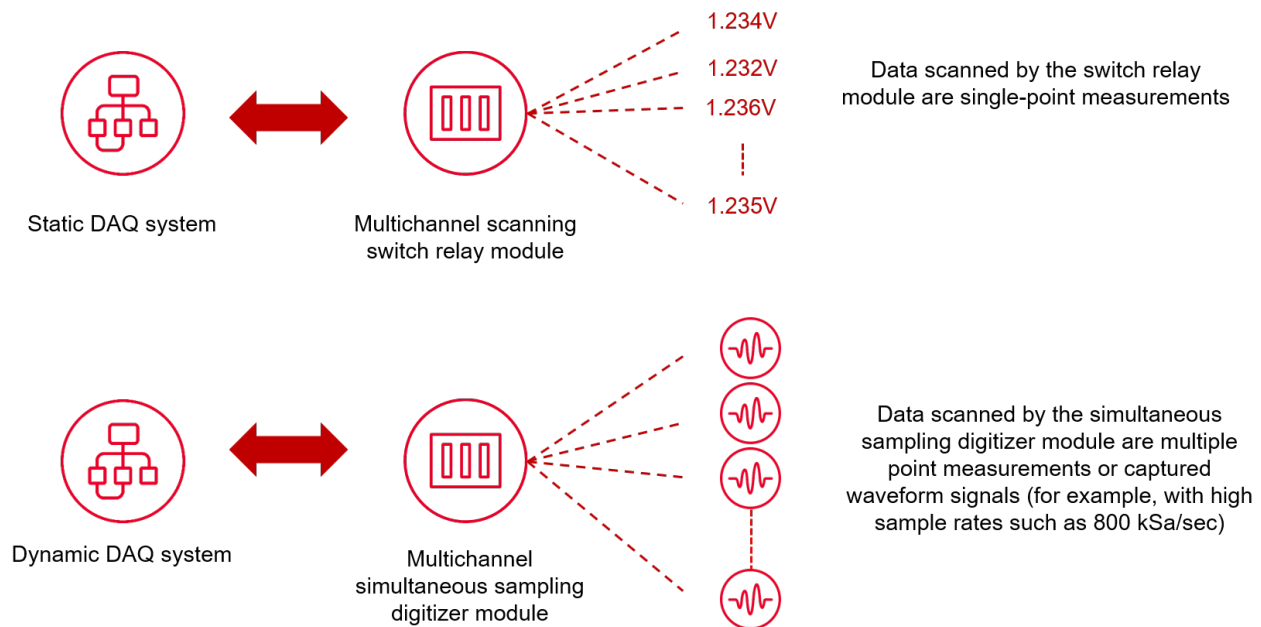 1.234V
1.232V
1.236V
1.235V
Data scanned by the switch relay
module are single-point measurements
Static DAQ system
Multichannel scanning
switch relay module
Data scanned by the simultaneous
sampling digitizer module are multiple
point measurements or captured
waveform signals (for example, with high
sample rates such as 800 kSa/sec)
Dynamic DAQ system
Multichannel
simultaneous sampling
digitizer module